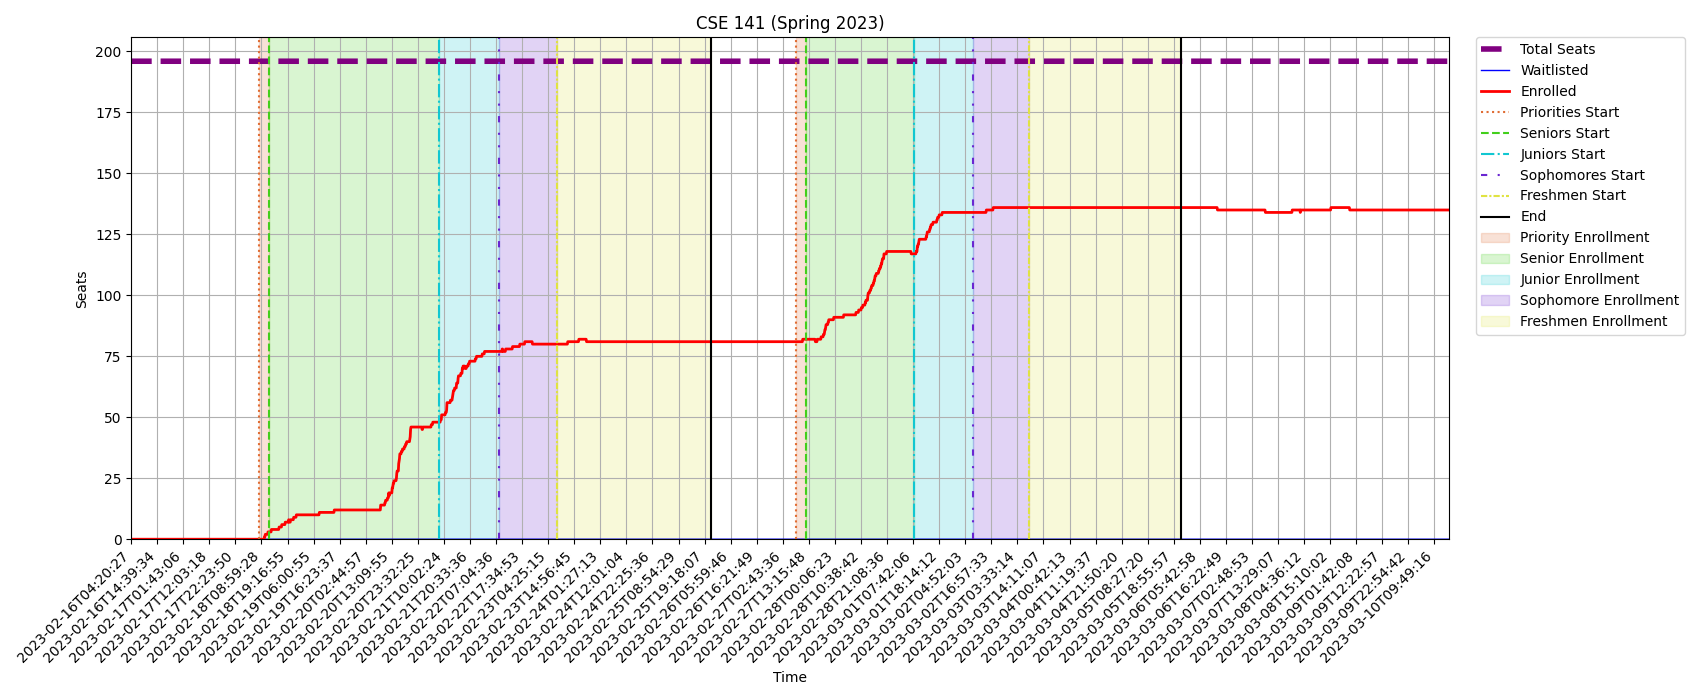 CSE 141 (Spring 2023)
200
175
150
125
100
75
50
25
0
Seats
2023-02-16T04:20:27
2023-02-16T14:39:34
2023-02-17T01:43:06
2023-02-17T12:03:18
2023-02-17T22:23:50
2023-02-18T08:59:28
2023-02-18T19:16:55
2023-02-19T06:00:55
2023-02-19T16:23:37
2023-02-20T02:44:57
2023-02-20T13:09:55
2023-02-20T23:32:25
2023-02-21T10:02:24
2023-02-21T20:33:36
2023-02-22T07:04:36
2023-02-22T17:34:53
2023-02-23T04:25:15
2023-02-23T14:56:45
2023-02-24T01:27:13
2023-02-24T12:01:04
2023-02-24T22:25:36
2023-02-25T08:54:29
2023-02-25T19:18:07
2023-02-26T05:59:46
2023-02-26T16:21:49
2023-02-27T02:43:36
2023-02-27T13:15:48
2023-02-28T00:06:23
2023-02-28T10:38:42
2023-02-28T21:08:36
2023-03-01T07:42:06
2023-03-01T18:14:12
2023-03-02T04:52:03
2023-03-02T16:57:33
2023-03-03T03:33:14
2023-03-03T14:11:07
2023-03-04T00:42:13
2023-03-04T11:19:37
2023-03-04T21:50:20
2023-03-05T08:27:20
2023-03-05T18:55:57
2023-03-06T05:42:58
2023-03-06T16:22:49
2023-03-07T02:48:53
2023-03-07T13:29:07
2023-03-08T04:36:12
2023-03-08T15:10:02
2023-03-09T01:42:08
2023-03-09T12:22:57
2023-03-09T22:54:42
2023-03-10T09:49:16
Time
Total Seats
Waitlisted
Enrolled
Priorities Start
Seniors Start
Juniors Start
Sophomores Start
Freshmen Start
End
Priority Enrollment
Senior Enrollment
Junior Enrollment
Sophomore Enrollment
Freshmen Enrollment